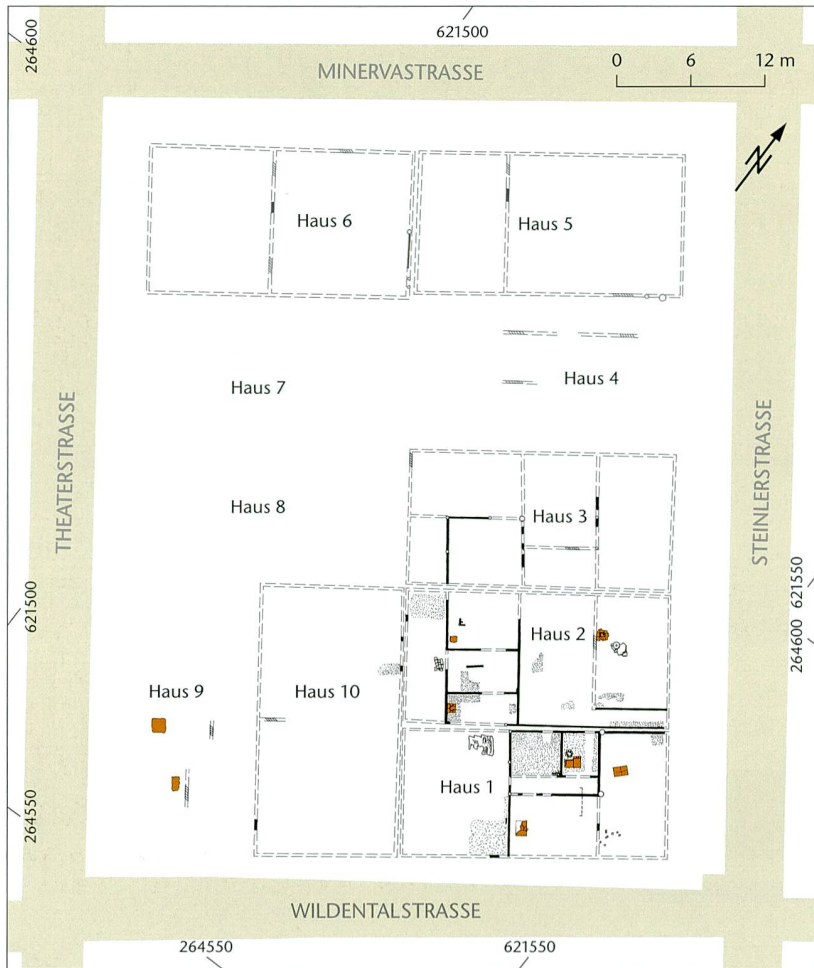 621500
264600
0 6 12 m
MINERVASTRASSE
N
Haus 6
Haus 5
Haus 7
Haus 4
THEATERSTRASSE
STEINLERSTRASSE
Haus 8
Haus 3
621500
621550
Haus 2
264600
Haus 9
Haus 10
Haus 1
264550
WILDENTALSTRASSE
264550
621550